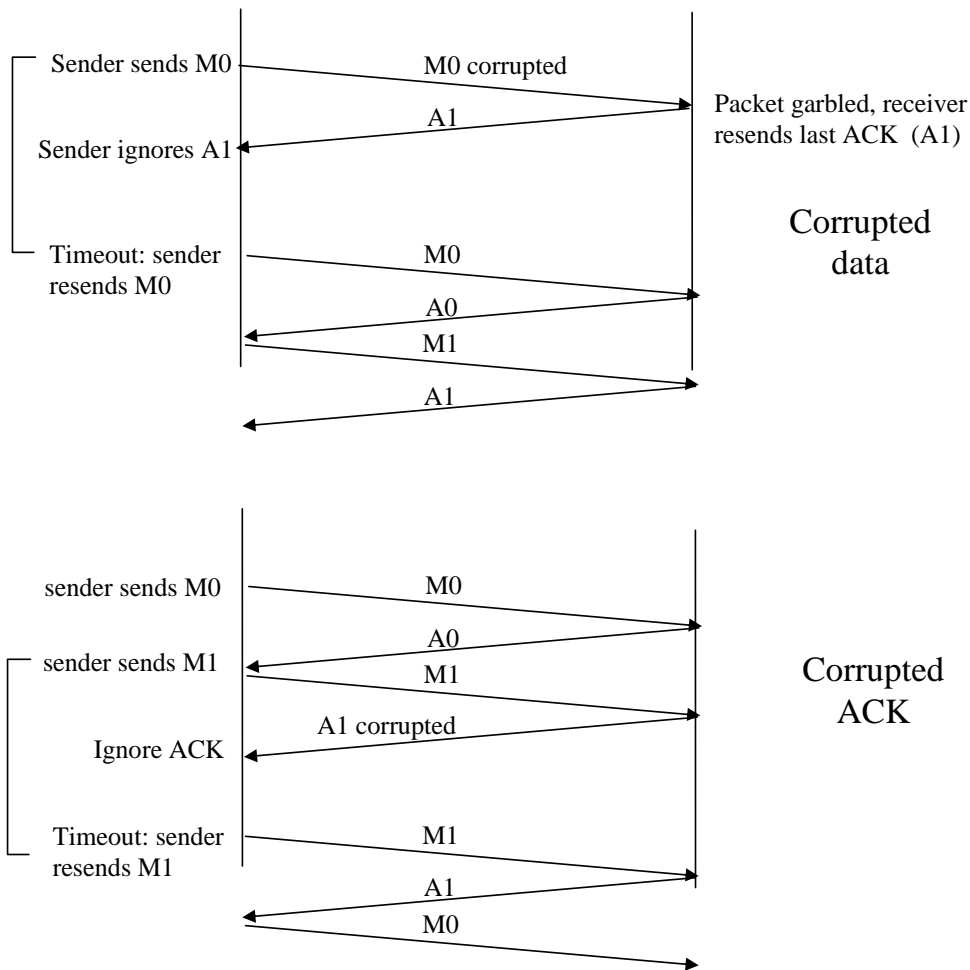 Sender sends M0
M0 corrupted
Packet garbled, receiver
resends last ACK (A1)
A1
Sender ignores A1
Corrupted
data
Timeout: sender
resends M0
M0
A0
M1
A1
sender sends M0
M0
A0
sender sends M1
M1
Corrupted
ACK
A1 corrupted
Ignore ACK
Timeout: sender
resends M1
M1
A1
M0